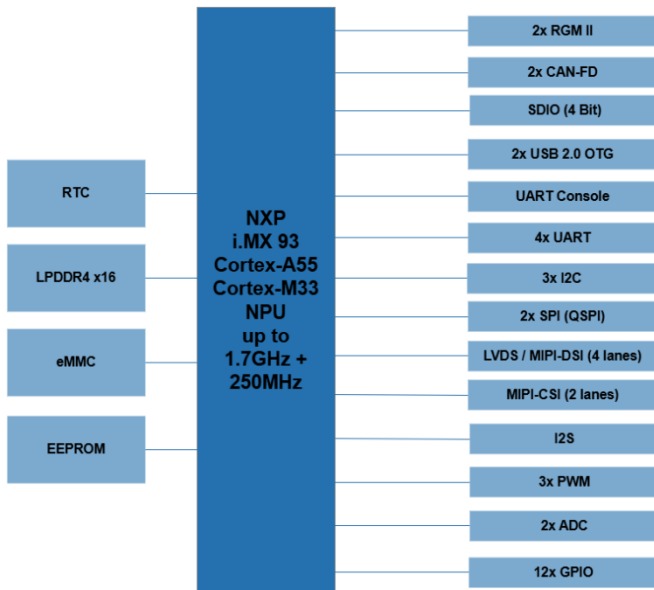 RTC
LPDDR4 x16
eMMC
EEPROM
NXP
i.MX 93
Cortex-A55
Cortex-M33
NPU
up to
1.7GHz +
250MHz
2x RGM II
2x CAN-FD
SDIO (4 Bit)
2x USB 2.0 OTG
UART Console
4x UART
3x I2C
2x SPI (QSPI)
LVDS / MIPI-DSI (4 lanes)
MIPI-CSI (2 lanes)
I2S
3x PWM
2x ADC
12x GPIO